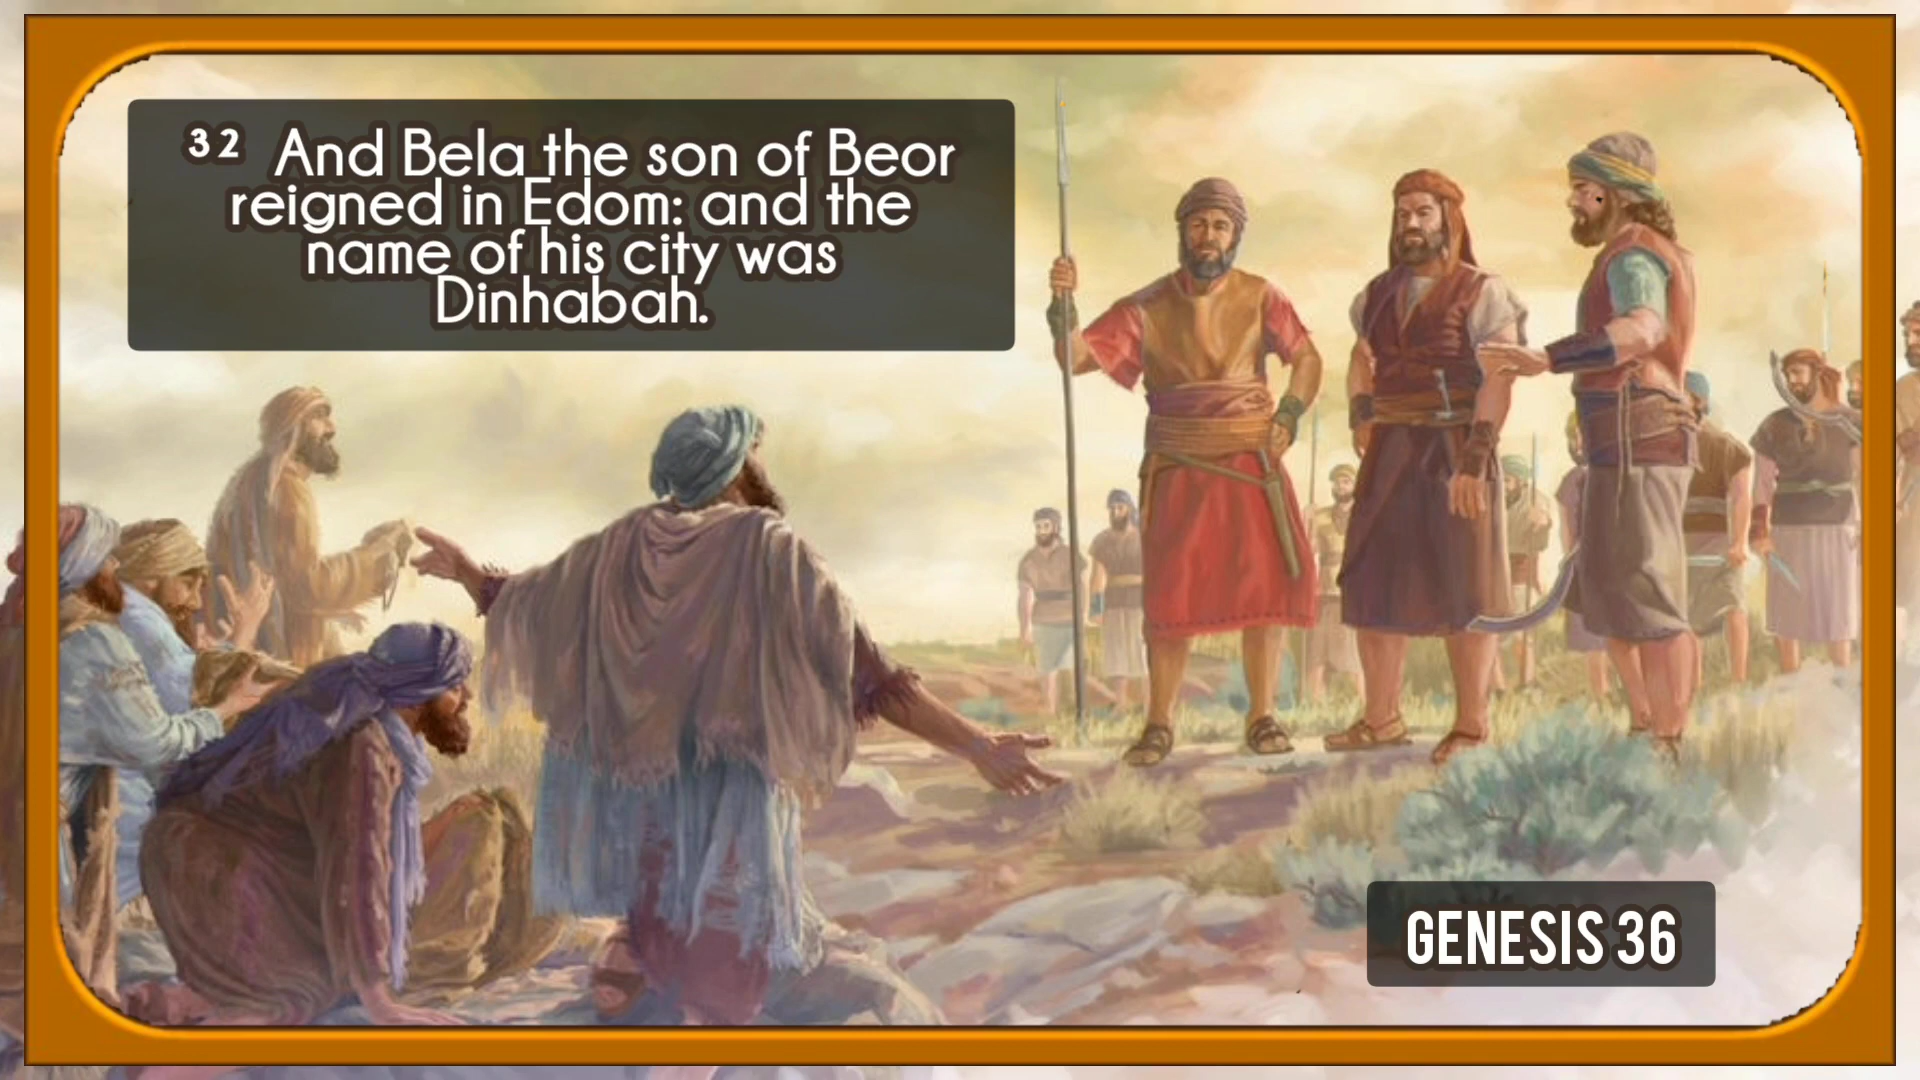 ³² And Bela the son of Beor
reigned in Edom: and the
name of his city was
Dinhabah.
GENESIS 36